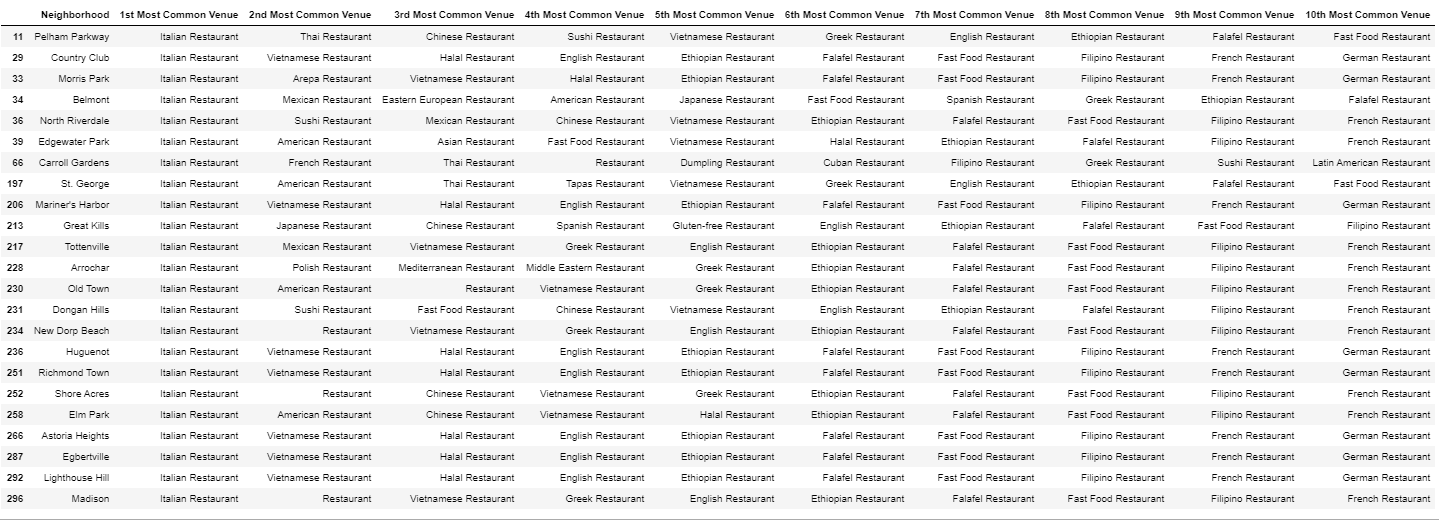 Neighborhood 1st Most Common Venue 2nd Most Common Venue 3rd Most Common Venue 4th Most Common Venue 5th Most Common Venue 6th Most Common Venue 7th Most Common Venue 8th Most Common Venue 9th Most Common Venue 10th Most Common Venue
11 Pelham Parkway Italian Restaurant Thai Restaurant Chinese Restaurant Sushi Restaurant Vietnamese Restaurant Greek Restaurant English Restaurant Ethiopian Restaurant Falafel Restaurant Fast Food Restaurant
29 Country Club Italian Restaurant Vietnamese Restaurant Halal Restaurant English Restaurant Ethiopian Restaurant Falafel Restaurant Fast Food Restaurant Filipino Restaurant French Restaurant German Restaurant
33 Morris Park Italian Restaurant Arepa Restaurant Vietnamese Restaurant Halal Restaurant Ethiopian Restaurant Falafel Restaurant Fast Food Restaurant Filipino Restaurant French Restaurant German Restaurant
34 Belmont Italian Restaurant Mexican Restaurant Eastern European Restaurant American Restaurant Japanese Restaurant Fast Food Restaurant Spanish Restaurant Greek Restaurant Ethiopian Restaurant Falafel Restaurant
36 North Riverdale Italian Restaurant Sushi Restaurant Mexican Restaurant Chinese Restaurant Vietnamese Restaurant Ethiopian Restaurant Falafel Restaurant Fast Food Restaurant Filipino Restaurant French Restaurant
39 Edgewater Park Italian Restaurant American Restaurant Asian Restaurant Fast Food Restaurant Vietnamese Restaurant Halal Restaurant Ethiopian Restaurant Falafel Restaurant Filipino Restaurant French Restaurant
66 Carroll Gardens Italian Restaurant French Restaurant Thai Restaurant Restaurant Dumpling Restaurant Cuban Restaurant Filipino Restaurant Greek Restaurant Sushi Restaurant Latin American Restaurant
197 St. George Italian Restaurant American Restaurant Thai Restaurant Tapas Restaurant Vietnamese Restaurant Greek Restaurant English Restaurant Ethiopian Restaurant Falafel Restaurant Fast Food Restaurant
206 Mariner's Harbor Italian Restaurant Vietnamese Restaurant Halal Restaurant English Restaurant Ethiopian Restaurant Falafel Restaurant Fast Food Restaurant Filipino Restaurant French Restaurant German Restaurant
213 Great Kills Italian Restaurant Japanese Restaurant Chinese Restaurant Spanish Restaurant Gluten-free Restaurant English Restaurant Ethiopian Restaurant Falafel Restaurant Fast Food Restaurant Filipino Restaurant
217 Tottenville Italian Restaurant Mexican Restaurant Vietnamese Restaurant Greek Restaurant English Restaurant Ethiopian Restaurant Falafel Restaurant Fast Food Restaurant Filipino Restaurant French Restaurant
228 Arrochar Italian Restaurant Polish Restaurant Mediterranean Restaurant Middle Eastern Restaurant Greek Restaurant Ethiopian Restaurant Falafel Restaurant Fast Food Restaurant Filipino Restaurant French Restaurant
230 Old Town Italian Restaurant American Restaurant Restaurant Vietnamese Restaurant Greek Restaurant Ethiopian Restaurant Falafel Restaurant Fast Food Restaurant Filipino Restaurant French Restaurant
231 Dongan Hills Italian Restaurant Sushi Restaurant Fast Food Restaurant Chinese Restaurant Vietnamese Restaurant English Restaurant Ethiopian Restaurant Falafel Restaurant Filipino Restaurant French Restaurant
234 New Dorp Beach Italian Restaurant Restaurant Vietnamese Restaurant Greek Restaurant English Restaurant Ethiopian Restaurant Falafel Restaurant Fast Food Restaurant Filipino Restaurant French Restaurant
236 Huguenot Italian Restaurant Vietnamese Restaurant Halal Restaurant English Restaurant Ethiopian Restaurant Falafel Restaurant Fast Food Restaurant Filipino Restaurant French Restaurant German Restaurant
251 Richmond Town Italian Restaurant Vietnamese Restaurant Halal Restaurant English Restaurant Ethiopian Restaurant Falafel Restaurant Fast Food Restaurant Filipino Restaurant French Restaurant German Restaurant
252 Shore Acres Italian Restaurant Restaurant Chinese Restaurant Vietnamese Restaurant Greek Restaurant Ethiopian Restaurant Falafel Restaurant Fast Food Restaurant Filipino Restaurant French Restaurant
258 Elm Park Italian Restaurant American Restaurant Chinese Restaurant Vietnamese Restaurant Halal Restaurant Ethiopian Restaurant Falafel Restaurant Fast Food Restaurant Filipino Restaurant French Restaurant
266 Astoria Heights Italian Restaurant Vietnamese Restaurant Halal Restaurant English Restaurant Ethiopian Restaurant Falafel Restaurant Fast Food Restaurant Filipino Restaurant French Restaurant German Restaurant
287 Egbertville Italian Restaurant Vietnamese Restaurant Halal Restaurant English Restaurant Ethiopian Restaurant Falafel Restaurant Fast Food Restaurant Filipino Restaurant French Restaurant German Restaurant
292 Lighthouse Hill Italian Restaurant Vietnamese Restaurant Halal Restaurant English Restaurant Ethiopian Restaurant Falafel Restaurant Fast Food Restaurant Filipino Restaurant French Restaurant German Restaurant
296 Madison Italian Restaurant Restaurant Vietnamese Restaurant Greek Restaurant English Restaurant Ethiopian Restaurant Falafel Restaurant Fast Food Restaurant Filipino Restaurant French Restaurant